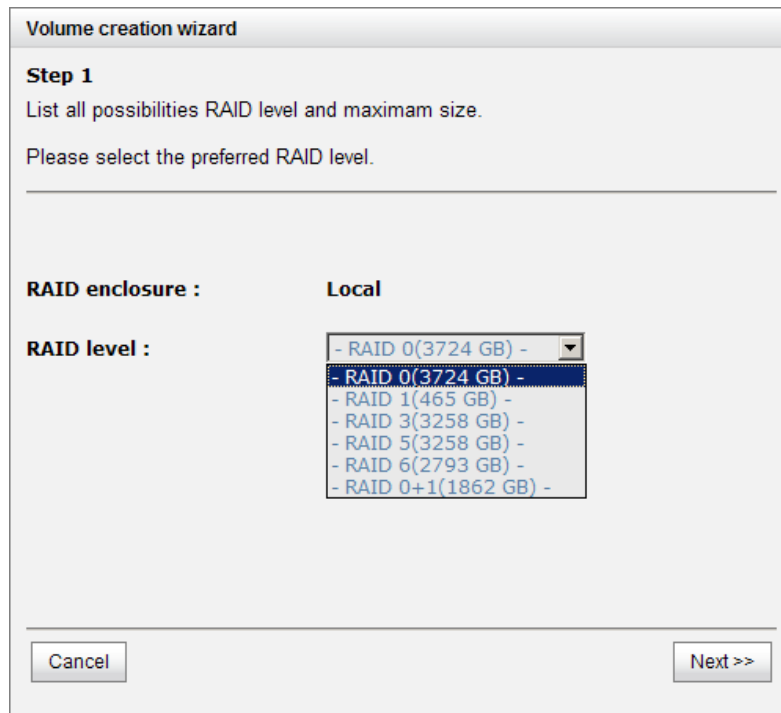 Volume creation wizard
Step 1
List all possibilities RAID level and maximam size.
Please select the preferred RAID level.
RAID enclosure : Local
RAID level : - RAID 0(3724 GB) -
- RAID 0(3724 GB) -
- RAID 1(465 GB) -
- RAID 3(3258 GB) -
- RAID 5(3258 GB) -
- RAID 6(2793 GB) -
- RAID 0+1(1862 GB) -
Cancel Next >>